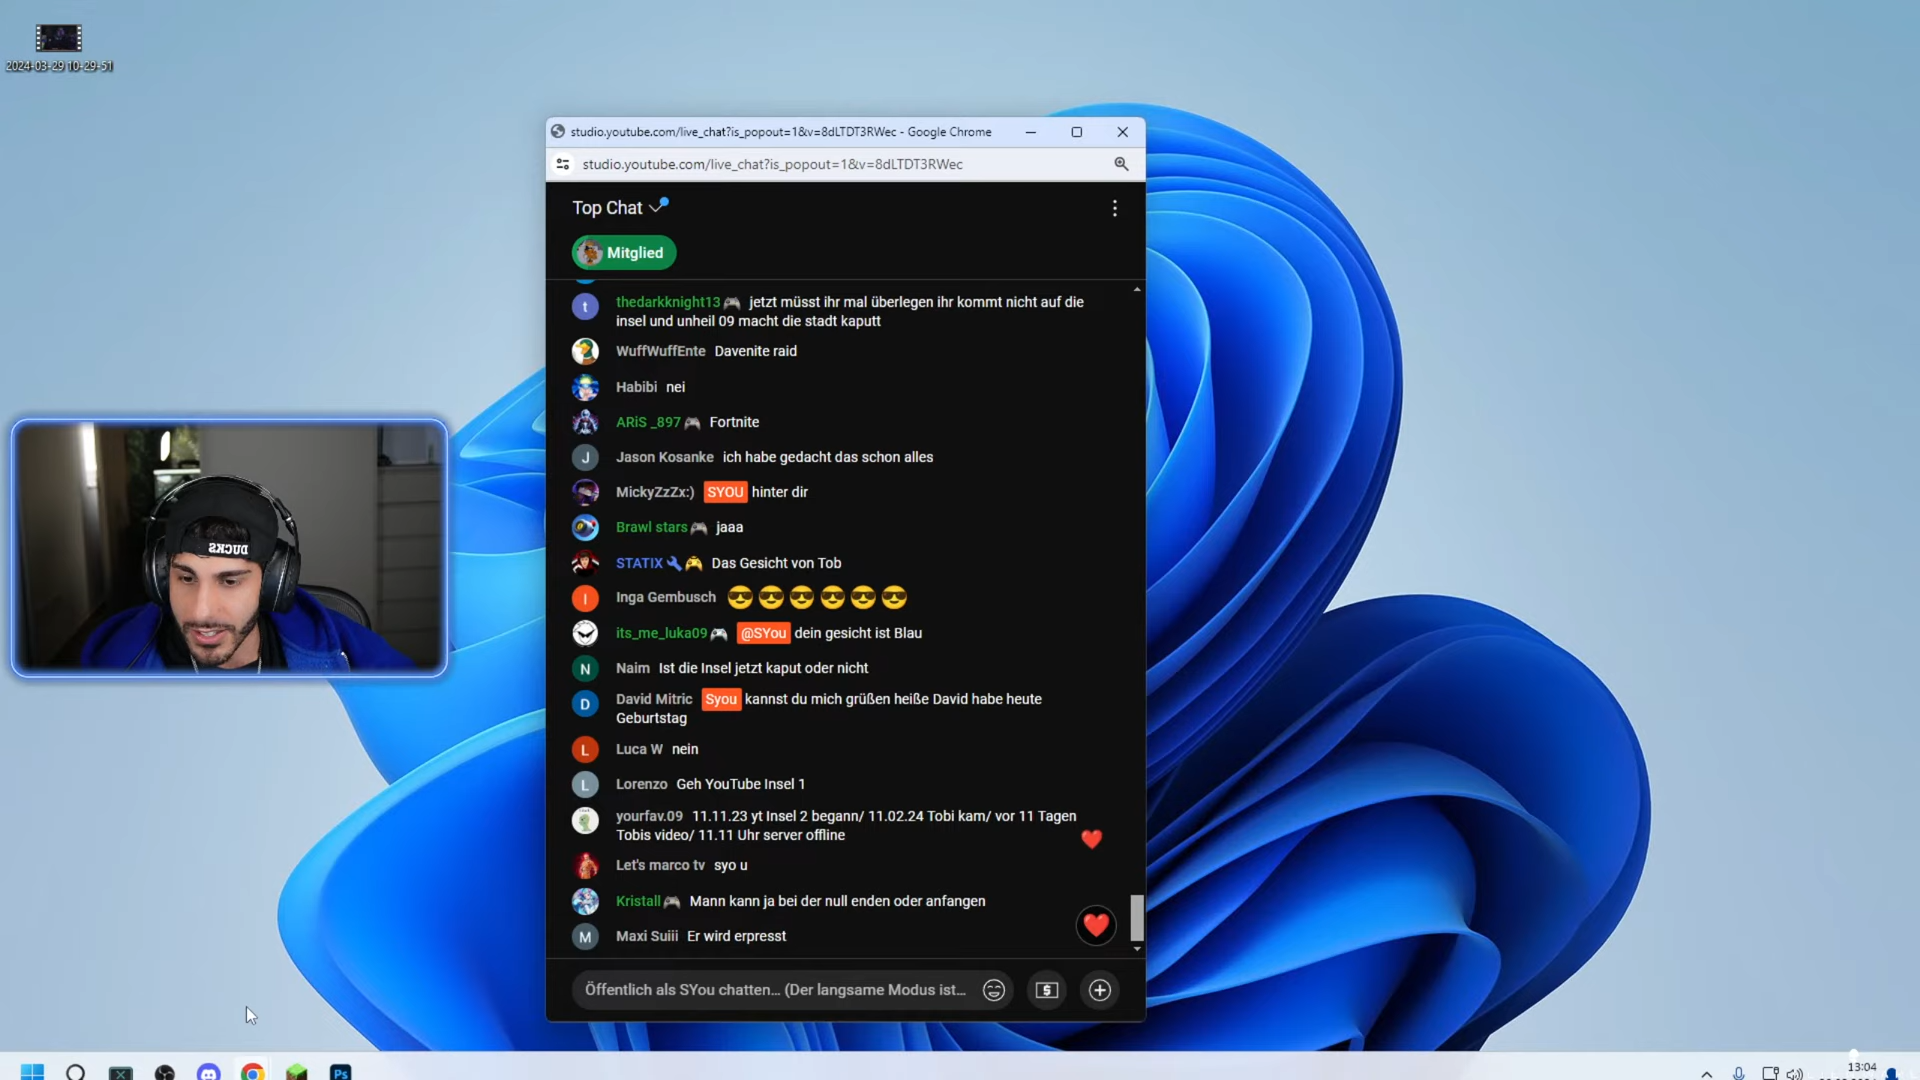 2024-03-29 10-29-51
studio.youtube.com/live_chat?is_popout=1&v=8dLTDT3RWec - Google Chrome
studio.youtube.com/live_chat?is_popout=1&v=8dLTDT3RWec
Top Chat
Mitglied
t thedarkknight13 jetzt müsst ihr mal überlegen ihr kommt nicht auf die
insel und unheil 09 macht die stadt kaputt
WuffWuffEnte Davenite raid
Habibi nei
ARiS _897 Fortnite
J Jason Kosanke ich habe gedacht das schon alles
MickyZzZx:) SYOU hinter dir
Brawl stars jaaa
STATIX Das Gesicht von Tob
I Inga Gembusch
its_me_luka09 @SYou dein gesicht ist Blau
N Naim Ist die Insel jetzt kaput oder nicht
D David Mitric Syou kannst du mich grüßen heiße David habe heute
Geburtstag
L Luca W nein
L Lorenzo Geh YouTube Insel 1
yourfav.09 11.11.23 yt Insel 2 begann/ 11.02.24 Tobi kam/ vor 11 Tagen
Tobis video/ 11.11 Uhr server offline
Let's marco tv syo u
Kristall Mann kann ja bei der null enden oder anfangen
M Maxi Suiii Er wird erpresst
Öffentlich als SYou chatten... (Der langsame Modus ist...
DUCKS
Ps
13:04